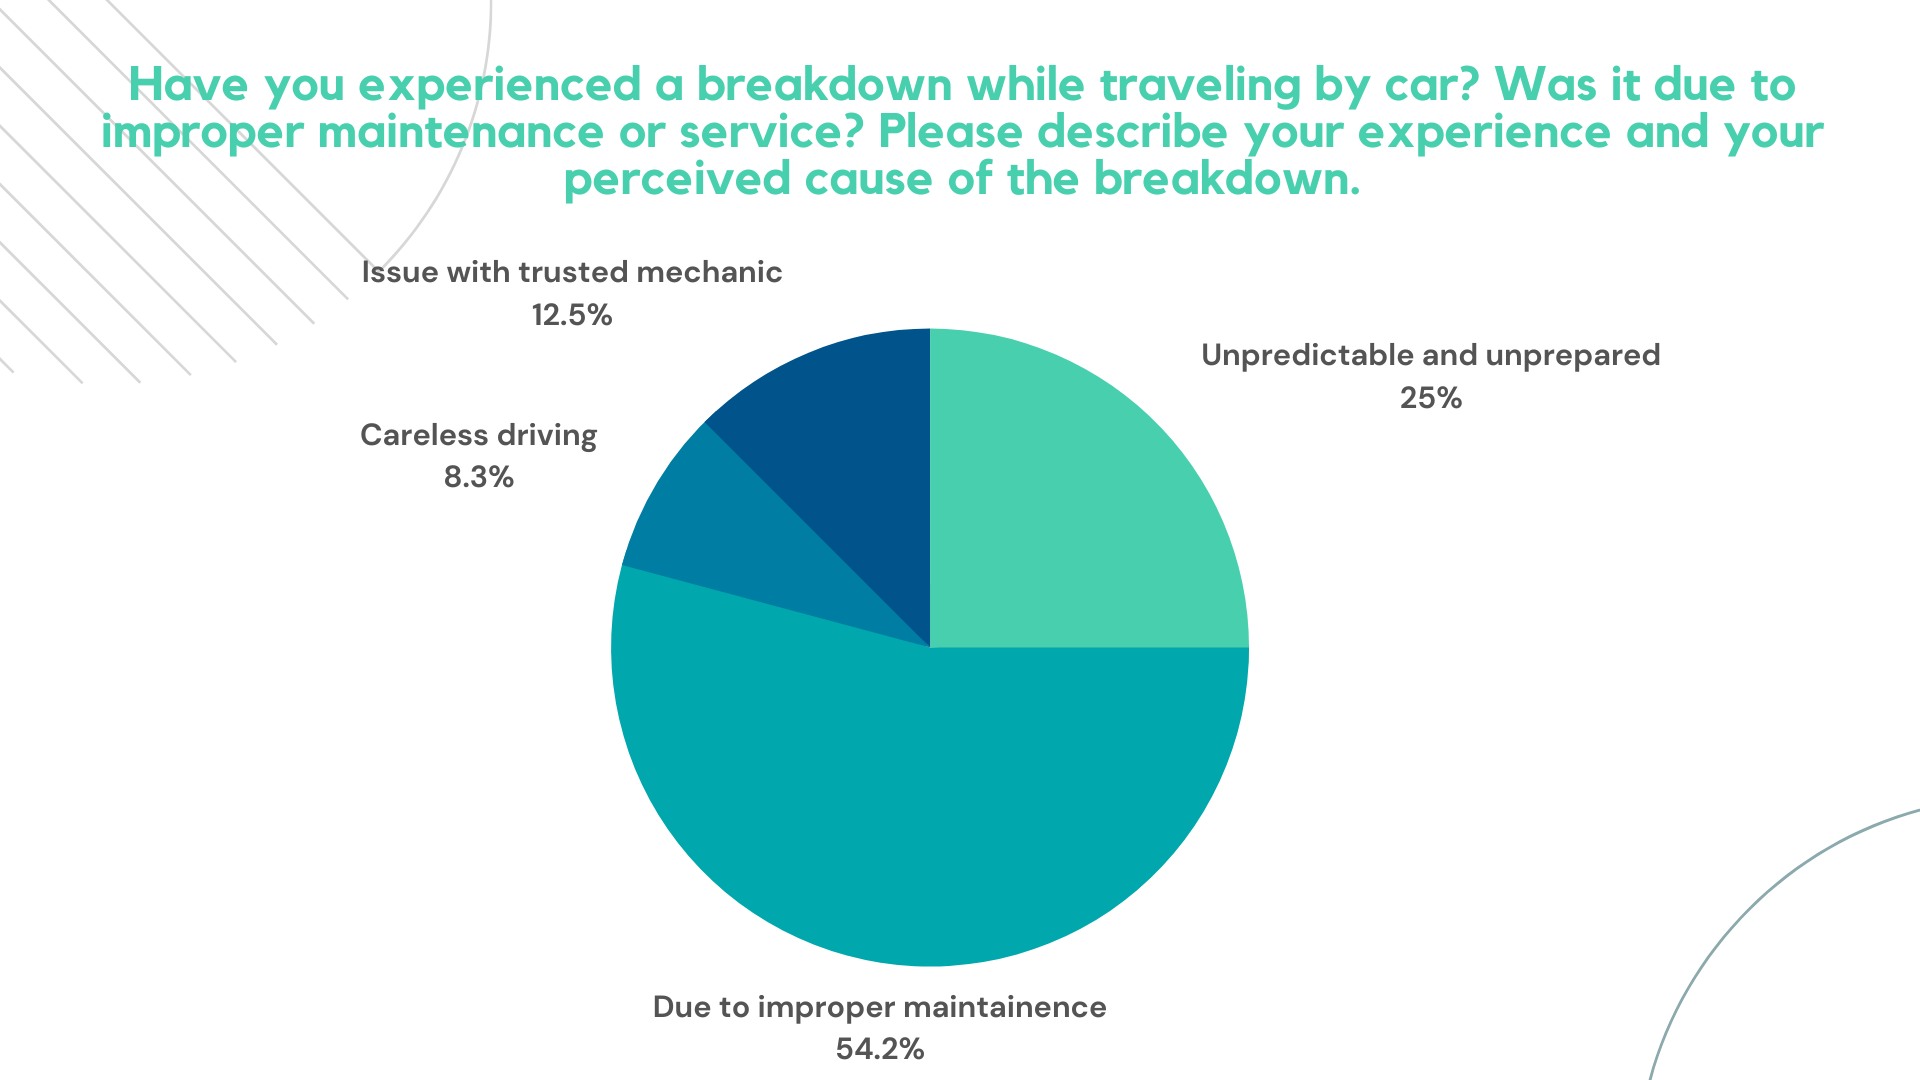 Have you experienced a breakdown while traveling by car? Was it due to
improper maintenance or service? Please describe your experience and your
perceived cause of the breakdown.
Issue with trusted mechanic
12.5%
Unpredictable and unprepared
25%
Careless driving
8.3%
Due to improper maintainence
54.2%